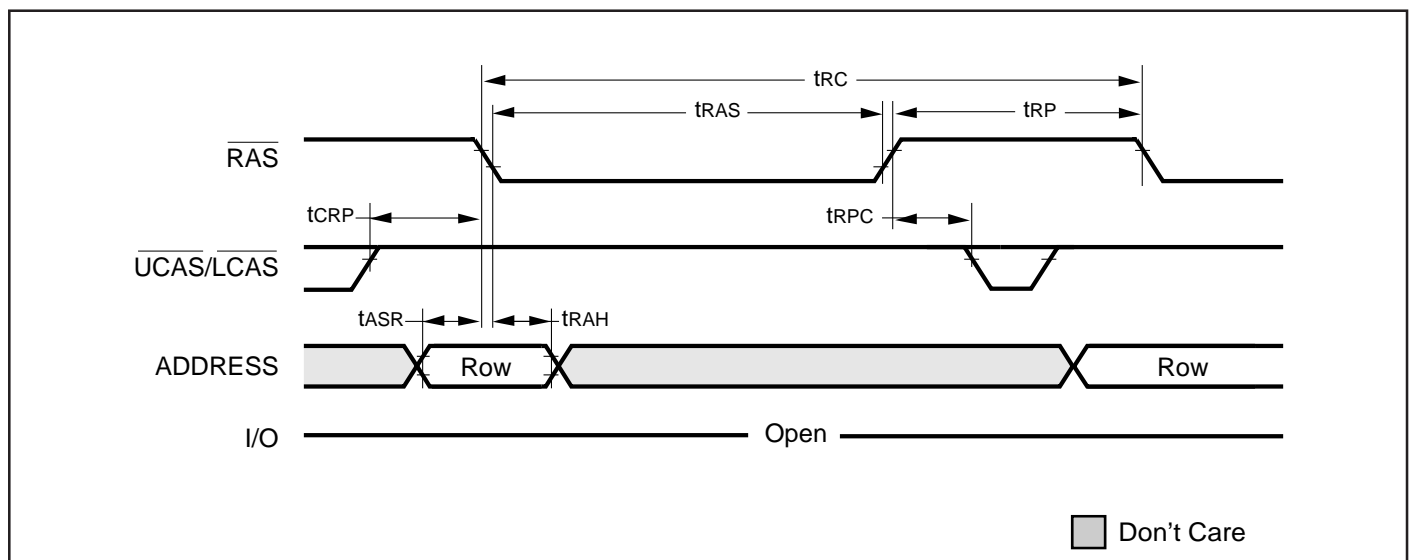 tRC
tRAS
tRP
RAS
tCRP
tRPC
UCAS/LCAS
tASR
tRAH
ADDRESS
Row
Row
I/O
Open
Don't Care